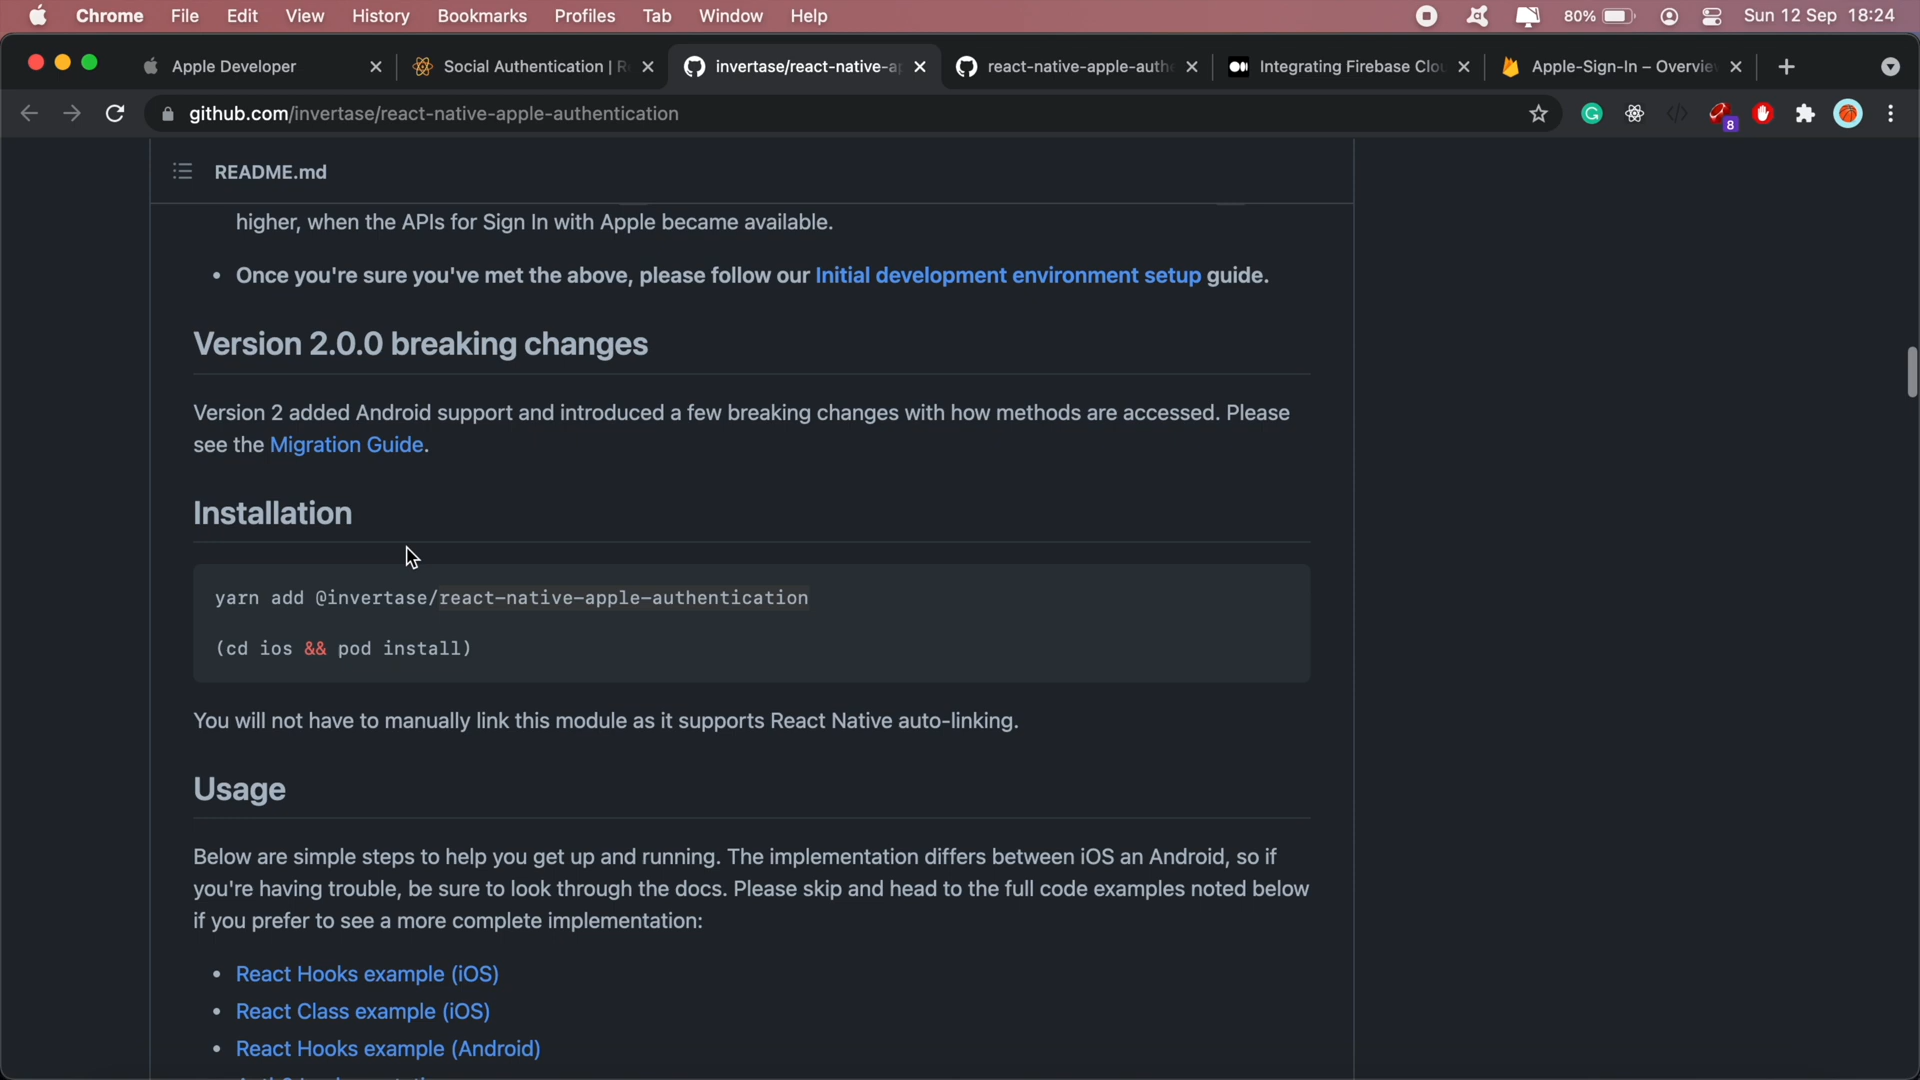 Chrome File Edit View History Bookmarks Profiles Tab Window Help 80% Sun 12 Sep 18:24
Apple Developer Social Authentication | Re invertase/react-native-ap react-native-apple-auth Integrating Firebase Clou Apple-Sign-In – Overview
github.com/invertase/react-native-apple-authentication 8
README.md
higher, when the APIs for Sign In with Apple became available.
• Once you're sure you've met the above, please follow our Initial development environment setup guide.
Version 2.0.0 breaking changes
Version 2 added Android support and introduced a few breaking changes with how methods are accessed. Please
see the Migration Guide.
Installation
yarn add @invertase/react-native-apple-authentication
(cd ios && pod install)
You will not have to manually link this module as it supports React Native auto-linking.
Usage
Below are simple steps to help you get up and running. The implementation differs between iOS an Android, so if
you're having trouble, be sure to look through the docs. Please skip and head to the full code examples noted below
if you prefer to see a more complete implementation:
• React Hooks example (iOS)
• React Class example (iOS)
• React Hooks example (Android)